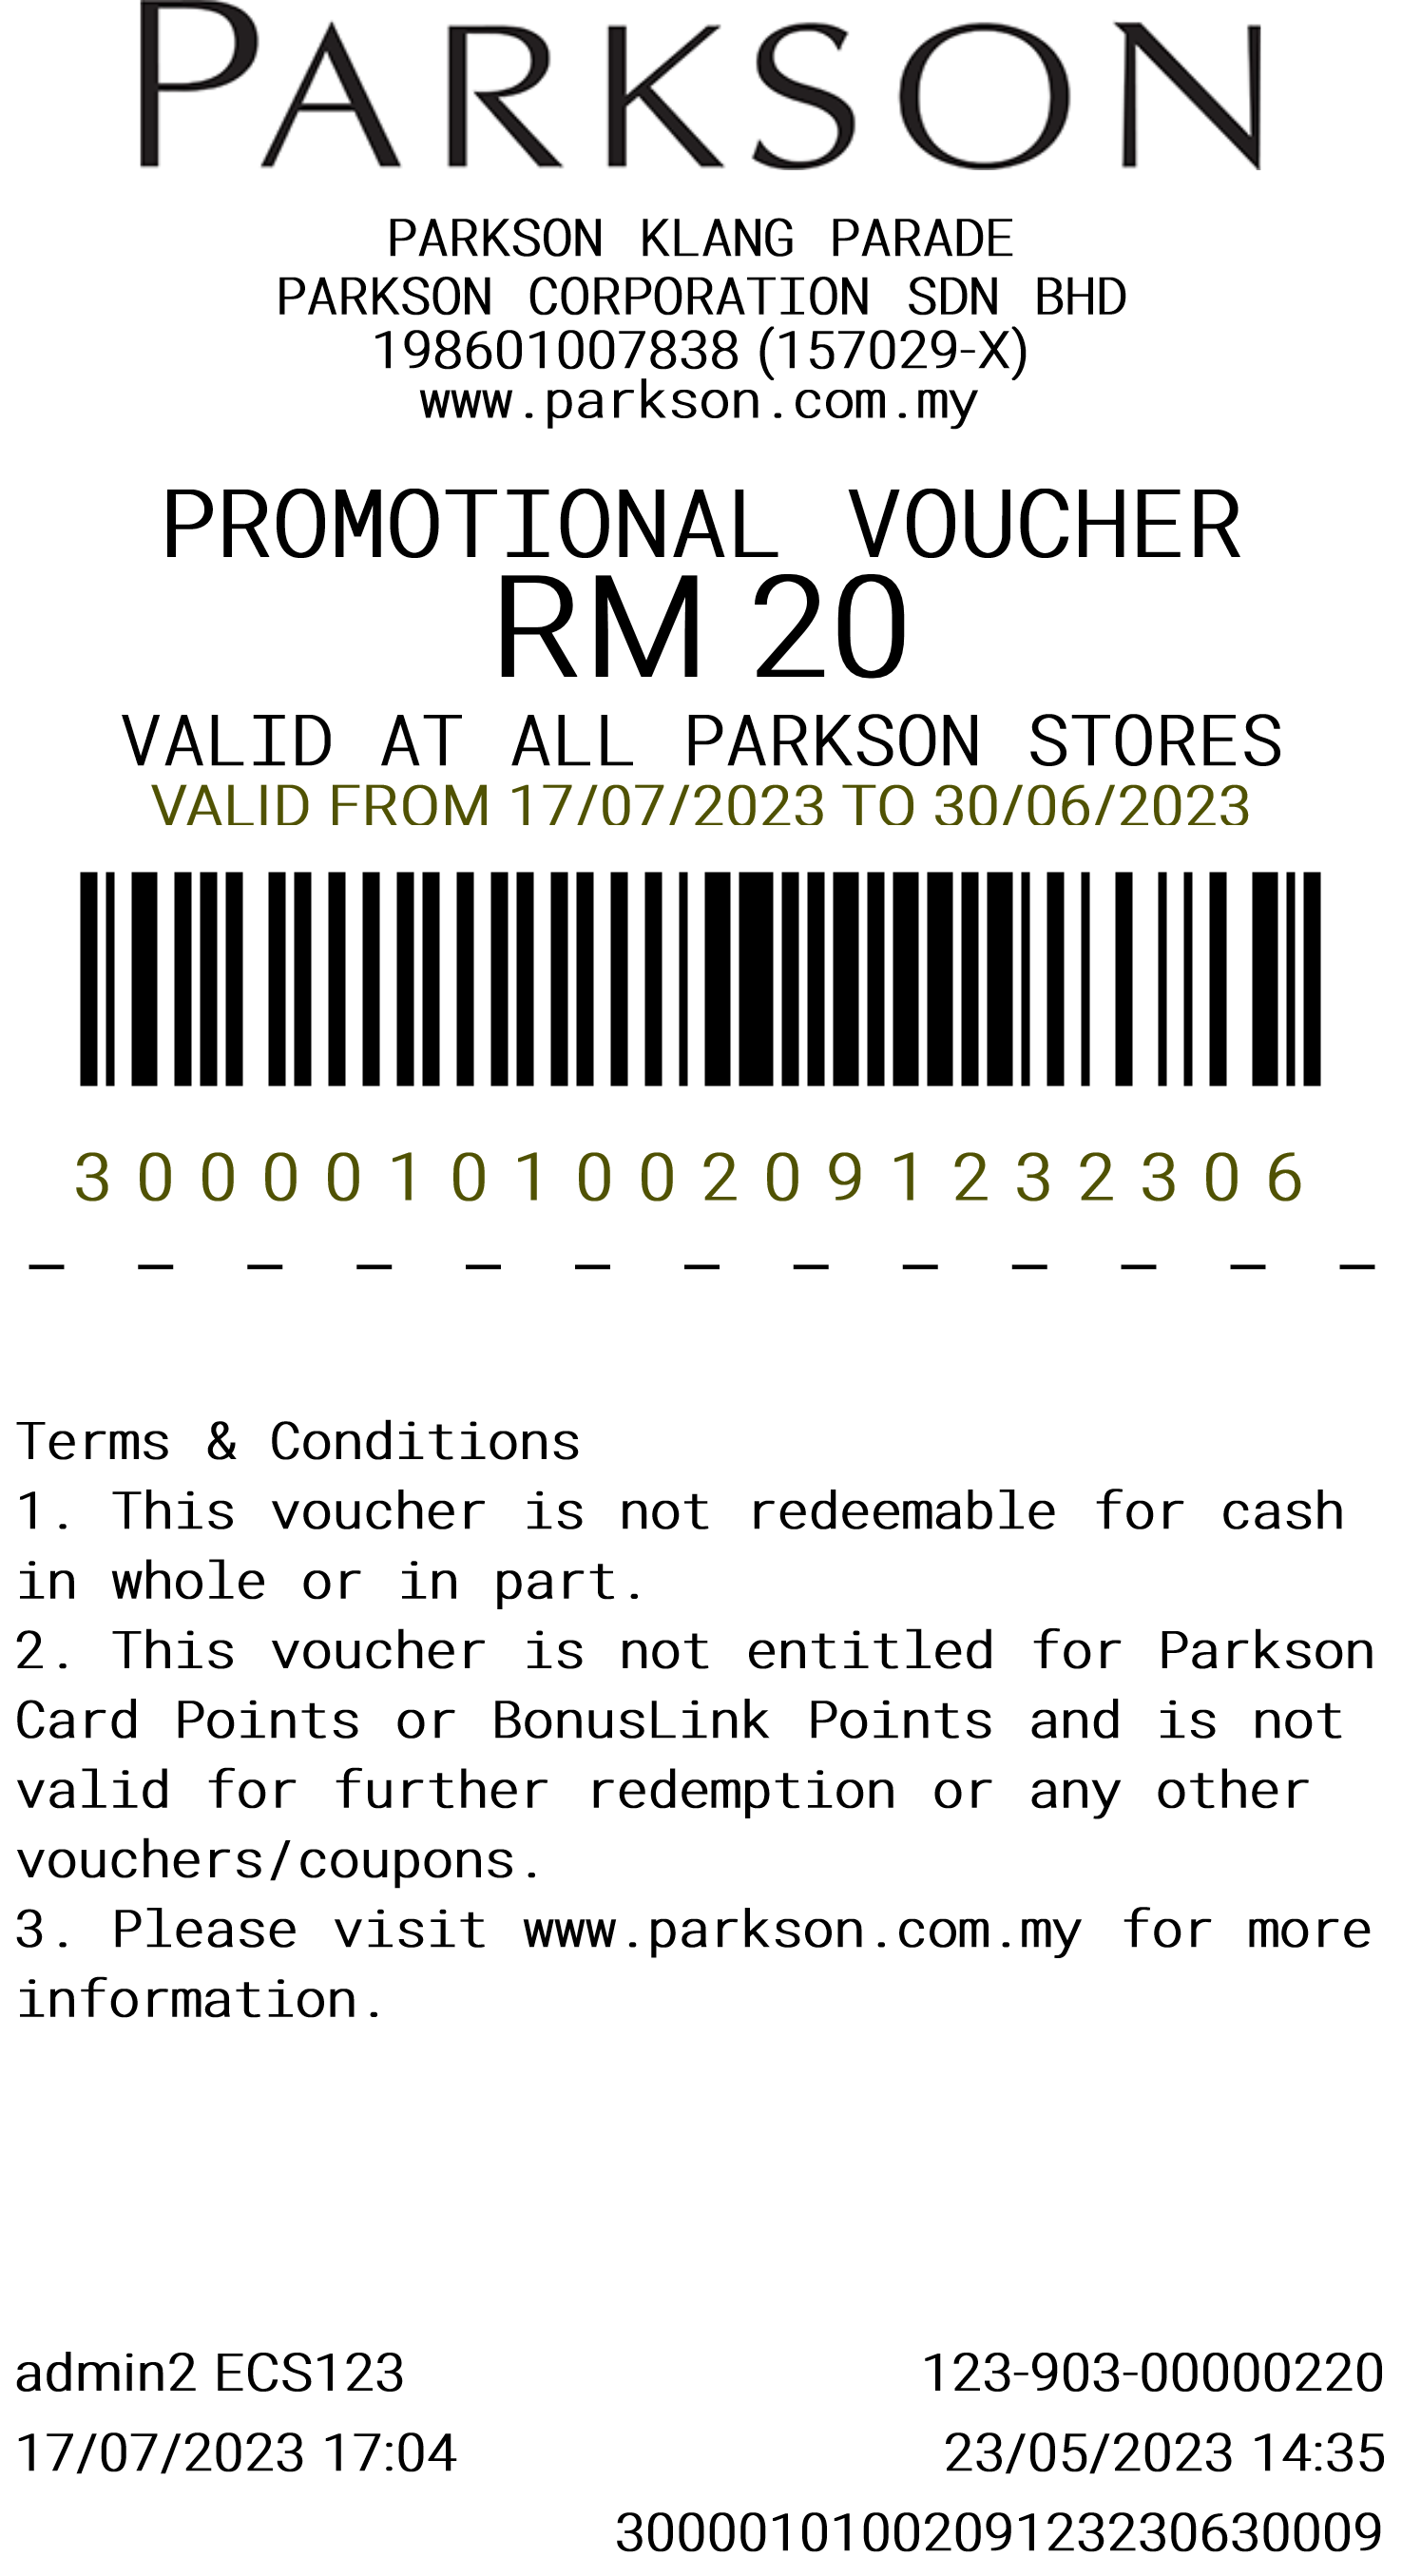 PARKSON
PARKSON KLANG PARADE
PARKSON CORPORATION SDN BHD
198601007838 (157029-X)
www.parkson.com.my
PROMOTIONAL VOUCHER
RM 20
VALID AT ALL PARKSON STORES
VALID FROM 17/07/2023 TO 30/06/2023
3 0 0 0 0 1 0 1 0 0 2 0 9 1 2 3 2 3 0 6
_ _ _ _ _ _ _ _ _ _ _ _ _
Terms & Conditions
1. This voucher is not redeemable for cash
in whole or in part.
2. This voucher is not entitled for Parkson
Card Points or BonusLink Points and is not
valid for further redemption or any other
vouchers/coupons.
3. Please visit www.parkson.com.my for more
information.
admin2 ECS123 123-903-00000220
17/07/2023 17:04 23/05/2023 14:35
3000010100209123230630009